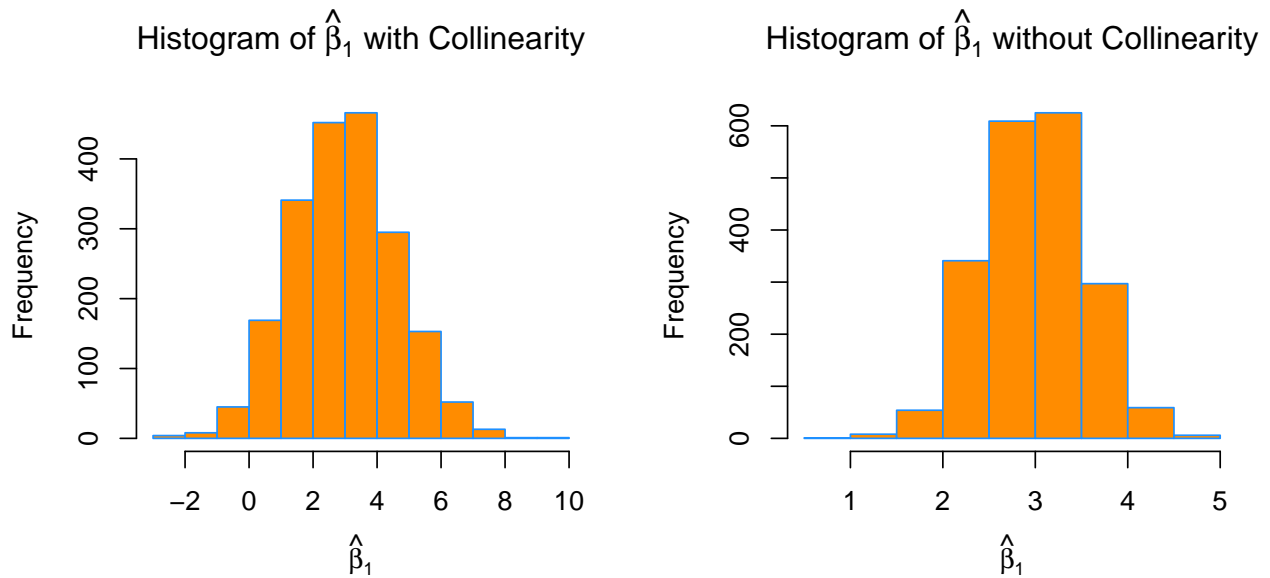 Histogram of β̂₁ with Collinearity
Frequency
400
300
200
100
0
−2 0 2 4 6 8 10
β̂₁
Histogram of β̂₁ without Collinearity
Frequency
600
400
200
0
1 2 3 4 5
β̂₁